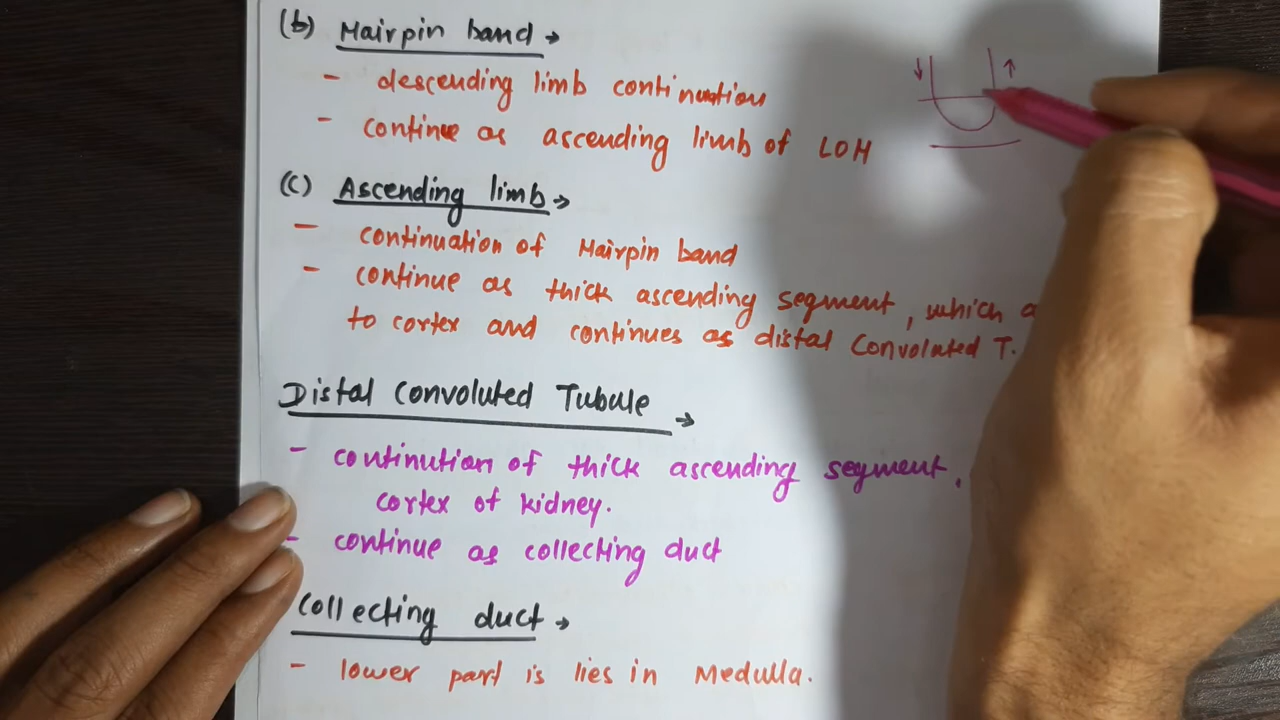 (b) Hairpin band →
- descending limb continuation
- continue as ascending limb of LOH
(c) Ascending limb →
- continuation of Hairpin band
- continue as thick ascending segment, which
to cortex and continues as distal Convoluted T.
Distal Convoluted Tubule →
- continution of thick ascending segment,
cortex of kidney.
- continue as collecting duct
Collecting duct →
- lower part is lies in Medulla.